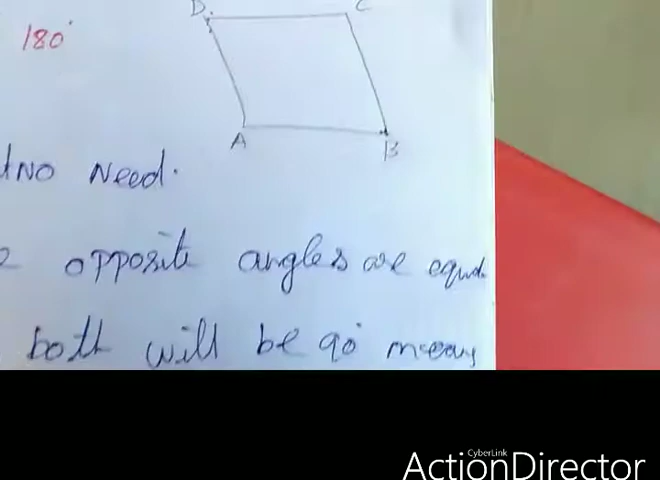 D. C
180°
A B
No Need.
opposite angles are equal.
both will be 90° means
CyberLink
ActionDirector